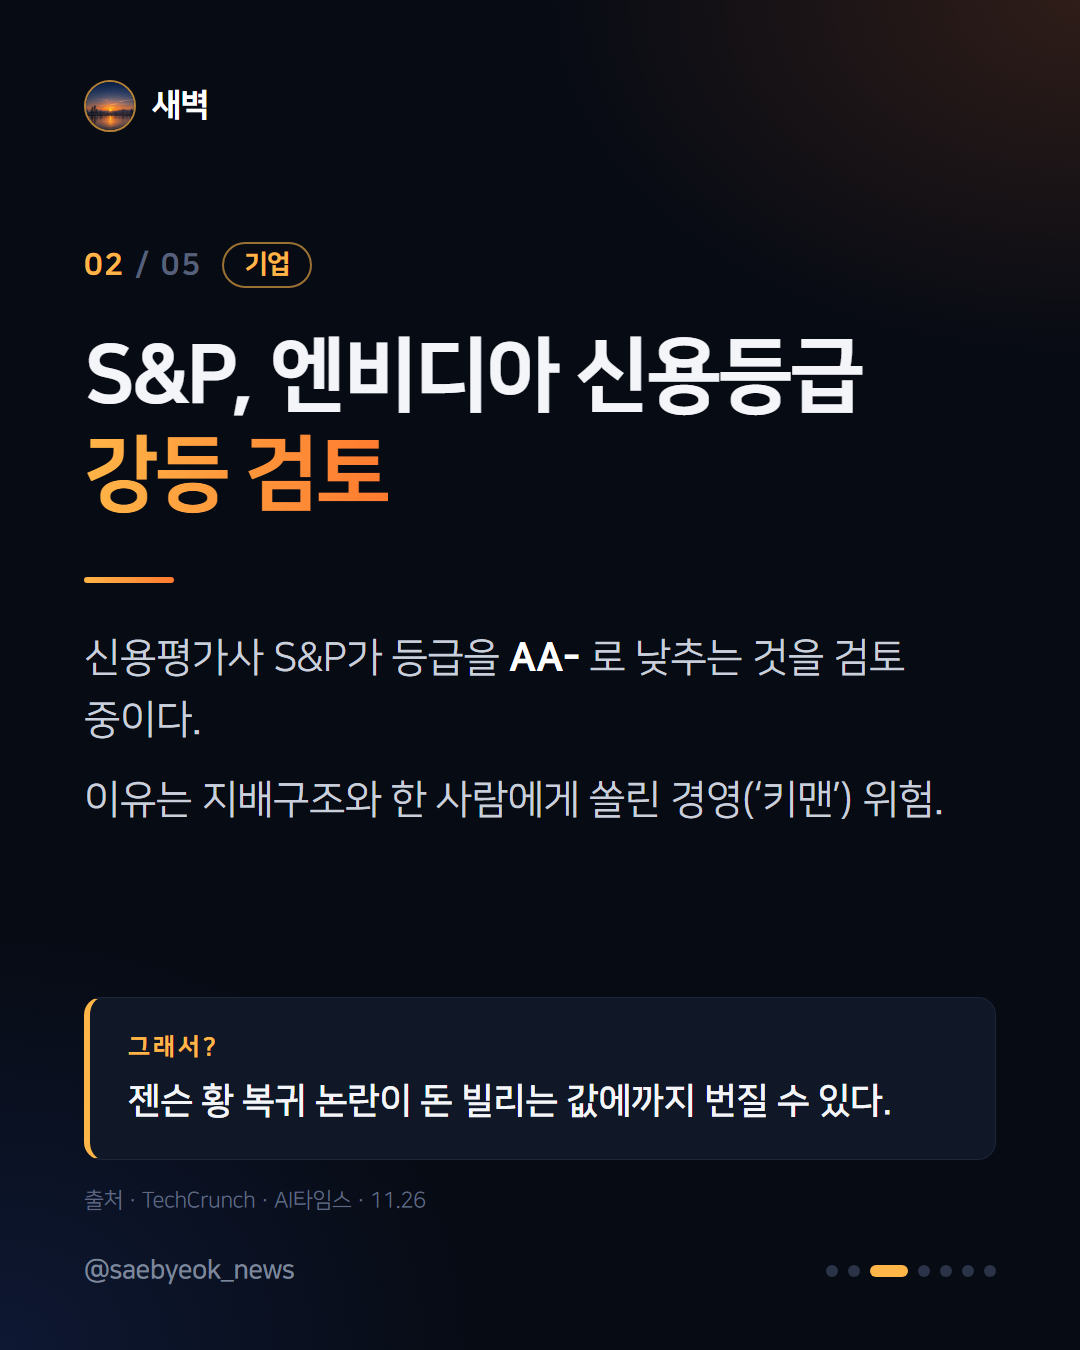 새벽
02 / 05 기업
S&P, 엔비디아 신용등급
강등 검토
신용평가사 S&P가 등급을 AA- 로 낮추는 것을 검토
중이다.
이유는 지배구조와 한 사람에게 쏠린 경영(‘키맨’) 위험.
그래서?
젠슨 황 복귀 논란이 돈 빌리는 값에까지 번질 수 있다.
출처 · TechCrunch · AI타임스 · 11.26
@saebyeok_news